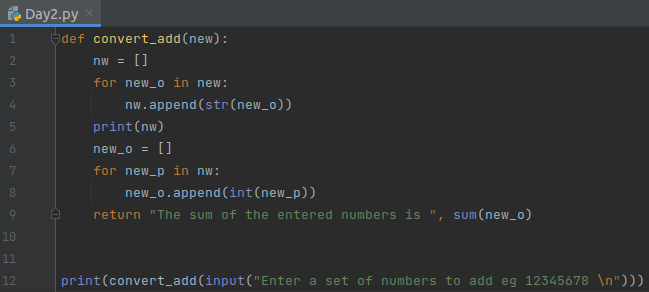 Day2.py
1 def convert_add(new):
2     nw = []
3     for new_o in new:
4         nw.append(str(new_o))
5     print(nw)
6     new_o = []
7     for new_p in nw:
8         new_o.append(int(new_p))
9     return "The sum of the entered numbers is ", sum(new_o)
10
11
12 print(convert_add(input("Enter a set of numbers to add eg 12345678 \n")))